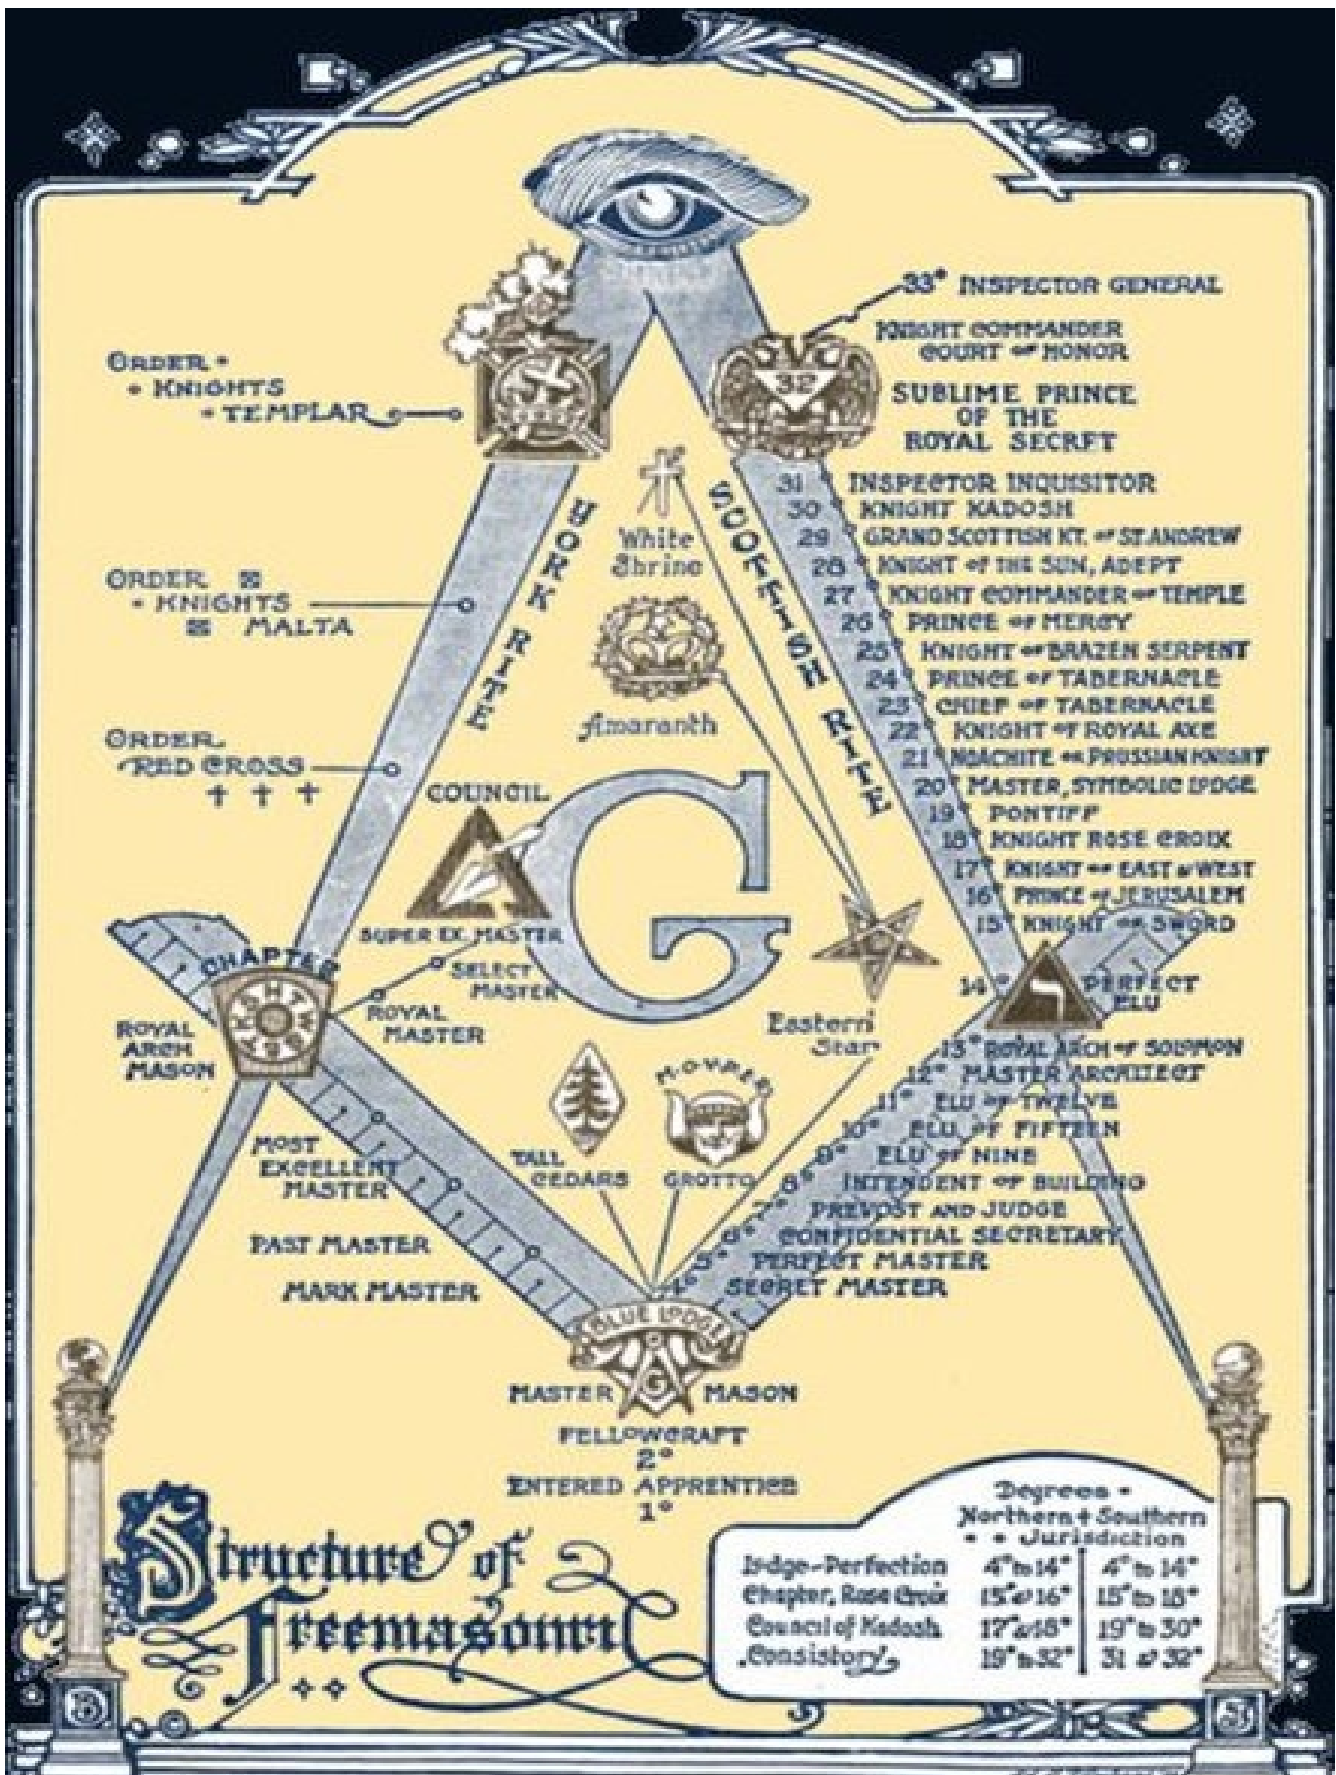 33° INSPECTOR GENERAL
KNIGHT COMMANDER
COURT OF HONOR
32
SUBLIME PRINCE
OF THE
ROYAL SECRET
ORDER
KNIGHTS
TEMPLAR
YORK RITE
SCOTTISH RITE
31 INSPECTOR INQUISITOR
30° KNIGHT KADOSH
29° GRAND SCOTTISH KT. OF ST ANDREW
28° KNIGHT OF THE SUN, ADEPT
27° KNIGHT COMMANDER OF TEMPLE
26° PRINCE OF MERCY
25° KNIGHT OF BRAZEN SERPENT
24° PRINCE OF TABERNACLE
23° CHIEF OF TABERNACLE
22° KNIGHT OF ROYAL AXE
21° NOACHITE OR PRUSSIAN KNIGHT
20° MASTER, SYMBOLIC LODGE
19° PONTIFF
18° KNIGHT ROSE CROIX
17° KNIGHT OF EAST & WEST
16° PRINCE OF JERUSALEM
15° KNIGHT OF SWORD
14° PERFECT
ELU
13° ROYAL ARCH OF SOLOMON
12° MASTER ARCHITECT
11° ELU OF TWELVE
10° ELU OF FIFTEEN
9° ELU OF NINE
8° INTENDENT OF BUILDING
7° PREVOST AND JUDGE
6° CONFIDENTIAL SECRETARY
5° PERFECT MASTER
4° SECRET MASTER
White
Shrine
Amaranth
Eastern
Star
G
ORDER
KNIGHTS
MALTA
ORDER
RED CROSS
COUNCIL
SUPER EX. MASTER
SELECT
MASTER
ROYAL
MASTER
CHAPTER
ROYAL
ARCH
MASON
MOST
EXCELLENT
MASTER
PAST MASTER
MARK MASTER
TALL
CEDARS
M.O.V.P.E.R.
GROTTO
BLUE LODGE
G
MASTER MASON
FELLOWCRAFT
2°
ENTERED APPRENTICE
1°
Structure of
Freemasonry
Degrees
Northern + Southern
Jurisdiction
Lodge-Perfection 4° to 14° 4° to 14°
Chapter, Rose Croix 15° & 16° 15° to 18°
Council of Kadosh 17° & 18° 19° to 30°
Consistory 19° to 32° 31 & 32°
B
J